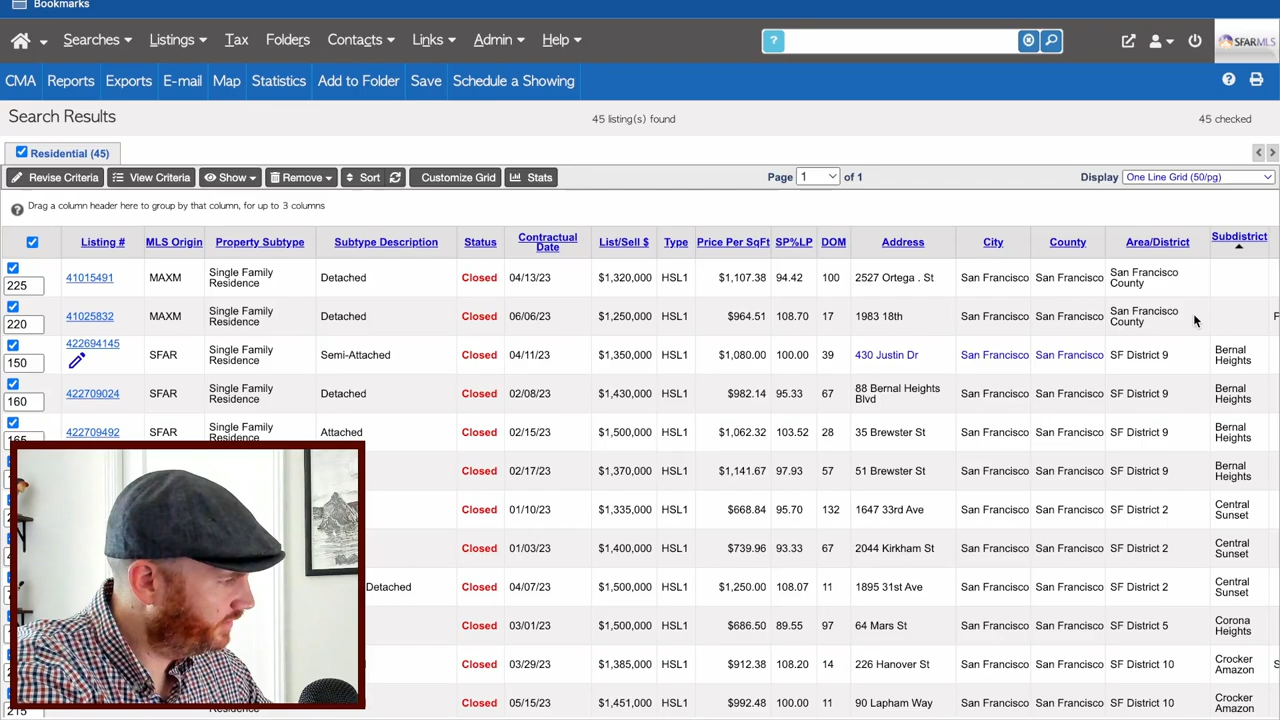 Bookmarks
Searches Listings Tax Folders Contacts Links Admin Help ? SFARMLS
CMA Reports Exports E-mail Map Statistics Add to Folder Save Schedule a Showing ?
Search Results 45 listing(s) found 45 checked
Residential (45)
Revise Criteria View Criteria Show Remove Sort Customize Grid Stats Page 1 of 1 Display One Line Grid (50/pg)
? Drag a column header here to group by that column, for up to 3 columns
Listing # MLS Origin Property Subtype Subtype Description Status Contractual Date List/Sell $ Type Price Per SqFt SP%LP DOM Address City County Area/District Subdistrict
225 41015491 MAXM Single Family Residence Detached Closed 04/13/23 $1,320,000 HSL1 $1,107.38 94.42 100 2527 Ortega . St San Francisco San Francisco San Francisco County
220 41025832 MAXM Single Family Residence Detached Closed 06/06/23 $1,250,000 HSL1 $964.51 108.70 17 1983 18th San Francisco San Francisco San Francisco County F
150 422694145 SFAR Single Family Residence Semi-Attached Closed 04/11/23 $1,350,000 HSL1 $1,080.00 100.00 39 430 Justin Dr San Francisco San Francisco SF District 9 Bernal Heights
160 422709024 SFAR Single Family Residence Detached Closed 02/08/23 $1,430,000 HSL1 $982.14 95.33 67 88 Bernal Heights Blvd San Francisco San Francisco SF District 9 Bernal Heights
165 422709492 SFAR Single Family Residence Attached Closed 02/15/23 $1,500,000 HSL1 $1,062.32 103.52 28 35 Brewster St San Francisco San Francisco SF District 9 Bernal Heights
Closed 02/17/23 $1,370,000 HSL1 $1,141.67 97.93 57 51 Brewster St San Francisco San Francisco SF District 9 Bernal Heights
Closed 01/10/23 $1,335,000 HSL1 $668.84 95.70 132 1647 33rd Ave San Francisco San Francisco SF District 2 Central Sunset
Closed 01/03/23 $1,400,000 HSL1 $739.96 93.33 67 2044 Kirkham St San Francisco San Francisco SF District 2 Central Sunset
Detached Closed 04/07/23 $1,500,000 HSL1 $1,250.00 108.07 11 1895 31st Ave San Francisco San Francisco SF District 2 Central Sunset
Closed 03/01/23 $1,500,000 HSL1 $686.50 89.55 97 64 Mars St San Francisco San Francisco SF District 5 Corona Heights
Closed 03/29/23 $1,385,000 HSL1 $912.38 108.20 14 226 Hanover St San Francisco San Francisco SF District 10 Crocker Amazon S
215 Residence Closed 05/15/23 $1,451,000 HSL1 $992.48 100.00 11 90 Lapham Way San Francisco San Francisco SF District 10 Crocker Amazon